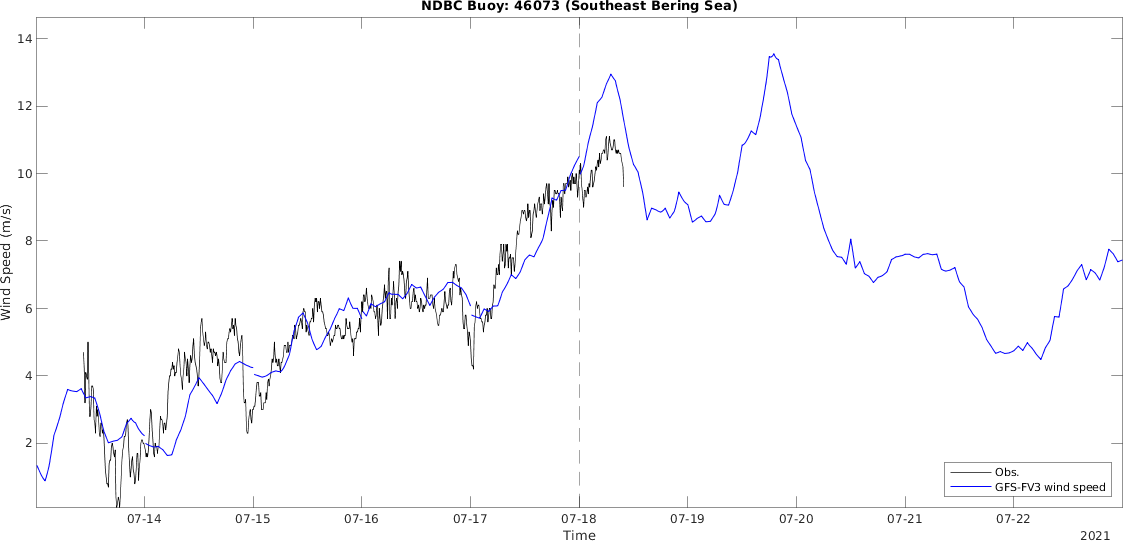 NDBC Buoy: 46073 (Southeast Bering Sea)
Wind Speed (m/s)
14
12
10
8
6
4
2
Obs.
GFS-FV3 wind speed
07-14 07-15 07-16 07-17 07-18 07-19 07-20 07-21 07-22
Time
2021